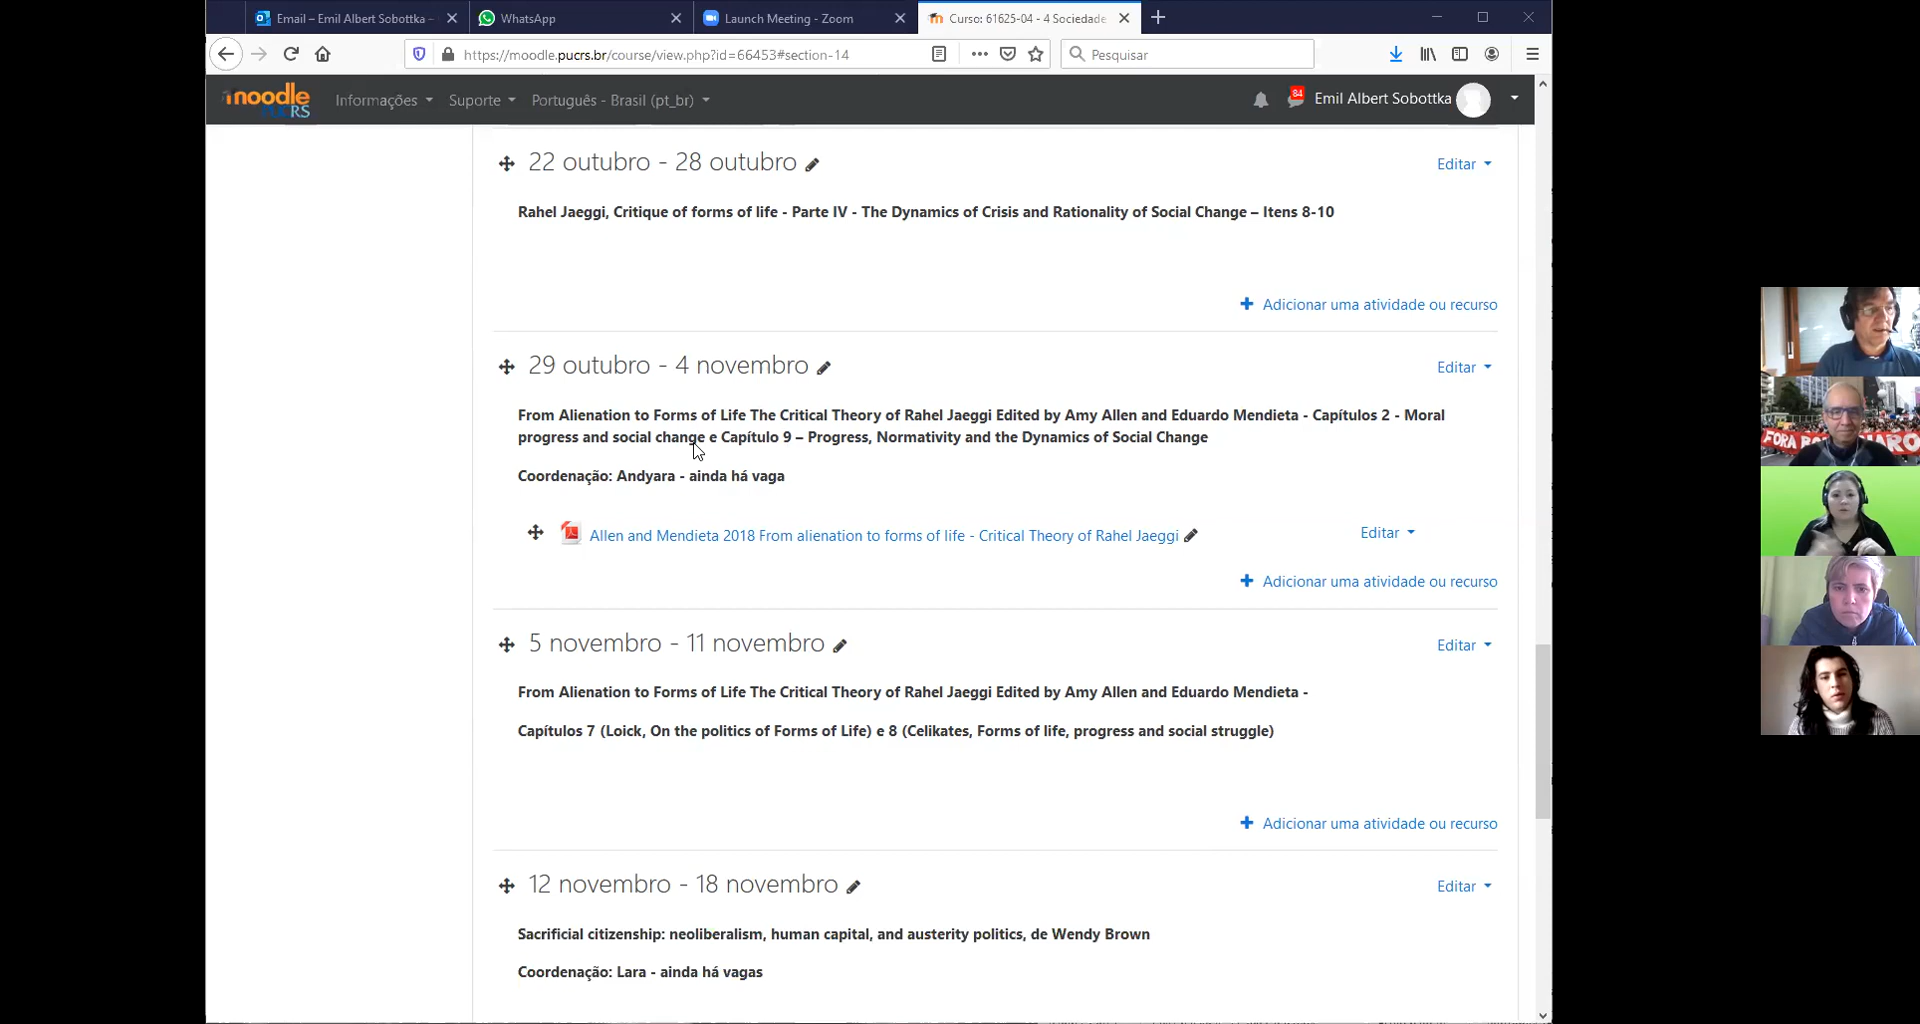 Email – Emil Albert Sobottka –
WhatsApp
Launch Meeting - Zoom
Curso: 61625-04 - 4 Sociedade
https://moodle.pucrs.br/course/view.php?id=66453#section-14
Pesquisar
moodle
RS
Informações
Suporte
Português - Brasil (pt_br)
84
Emil Albert Sobottka
22 outubro - 28 outubro
Editar
Rahel Jaeggi, Critique of forms of life - Parte IV - The Dynamics of Crisis and Rationality of Social Change – Itens 8-10
Adicionar uma atividade ou recurso
29 outubro - 4 novembro
Editar
From Alienation to Forms of Life The Critical Theory of Rahel Jaeggi Edited by Amy Allen and Eduardo Mendieta - Capítulos 2 - Moral
progress and social change e Capítulo 9 – Progress, Normativity and the Dynamics of Social Change
Coordenação: Andyara - ainda há vaga
Allen and Mendieta 2018 From alienation to forms of life - Critical Theory of Rahel Jaeggi
Editar
Adicionar uma atividade ou recurso
5 novembro - 11 novembro
Editar
From Alienation to Forms of Life The Critical Theory of Rahel Jaeggi Edited by Amy Allen and Eduardo Mendieta -
Capítulos 7 (Loick, On the politics of Forms of Life) e 8 (Celikates, Forms of life, progress and social struggle)
Adicionar uma atividade ou recurso
12 novembro - 18 novembro
Editar
Sacrificial citizenship: neoliberalism, human capital, and austerity politics, de Wendy Brown
Coordenação: Lara - ainda há vagas
FORA